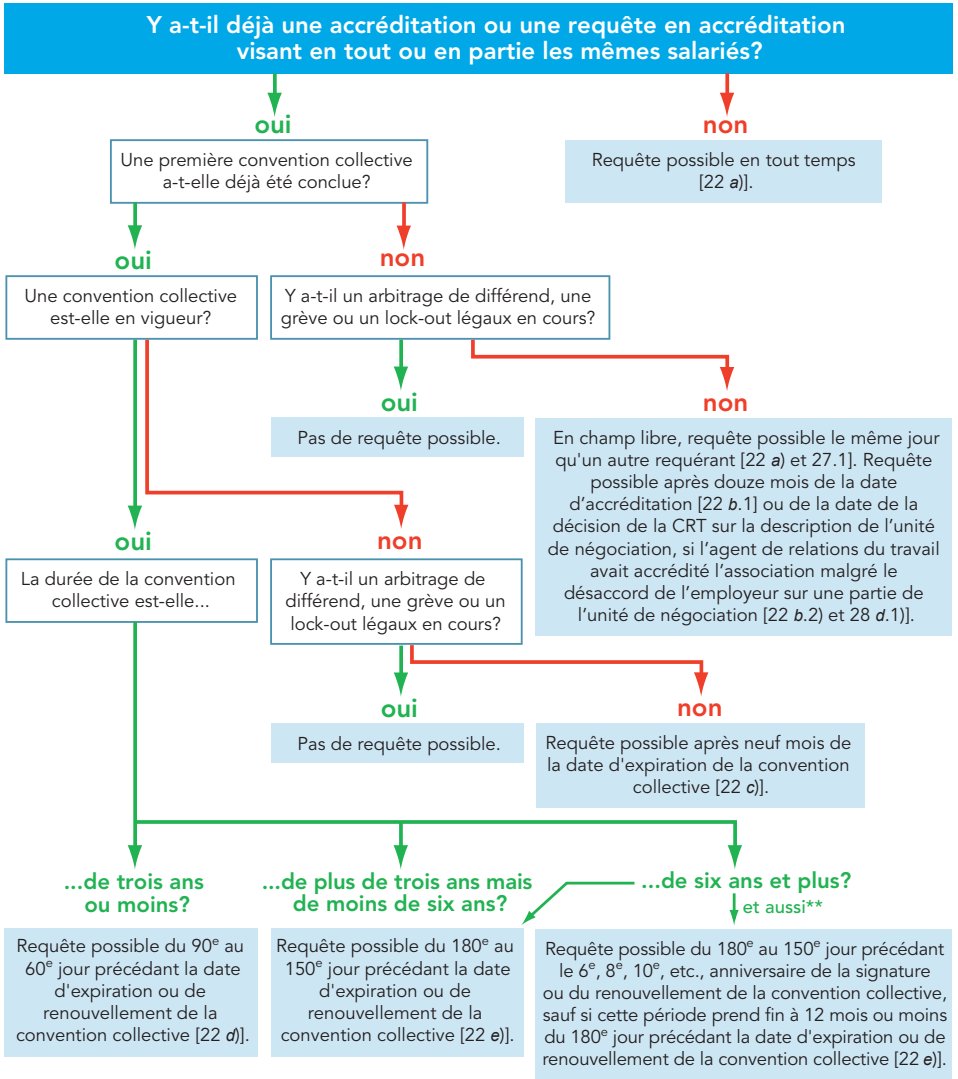 Y a-t-il déjà une accréditation ou une requête en accréditation
visant en tout ou en partie les mêmes salariés?
oui
non
Une première convention collective
a-t-elle déjà été conclue?
Requête possible en tout temps
[22 a)].
oui
non
Une convention collective
est-elle en vigueur?
Y a-t-il un arbitrage de différend, une
grève ou un lock-out légaux en cours?
oui
non
Pas de requête possible.
En champ libre, requête possible le même jour
qu'un autre requérant [22 a) et 27.1]. Requête
possible après douze mois de la date
d'accréditation [22 b.1] ou de la date de la
décision de la CRT sur la description de l'unité
de négociation, si l'agent de relations du travail
avait accrédité l'association malgré le
désaccord de l'employeur sur une partie de
l'unité de négociation [22 b.2) et 28 d.1)].
oui
non
La durée de la convention
collective est-elle...
Y a-t-il un arbitrage de
différend, une grève ou un
lock-out légaux en cours?
oui
non
Pas de requête possible.
Requête possible après neuf mois de
la date d'expiration de la convention
collective [22 c)].
...de trois ans
ou moins?
...de plus de trois ans mais
de moins de six ans?
...de six ans et plus?
et aussi**
Requête possible du 90e au
60e jour précédant la date
d'expiration ou de
renouvellement de la
convention collective [22 d)].
Requête possible du 180e au
150e jour précédant la date
d'expiration ou de
renouvellement de la
convention collective [22 e)].
Requête possible du 180e au 150e jour précédant
le 6e, 8e, 10e, etc., anniversaire de la signature
ou du renouvellement de la convention collective,
sauf si cette période prend fin à 12 mois ou moins
du 180e jour précédant la date d'expiration ou de
renouvellement de la convention collective [22 e)].